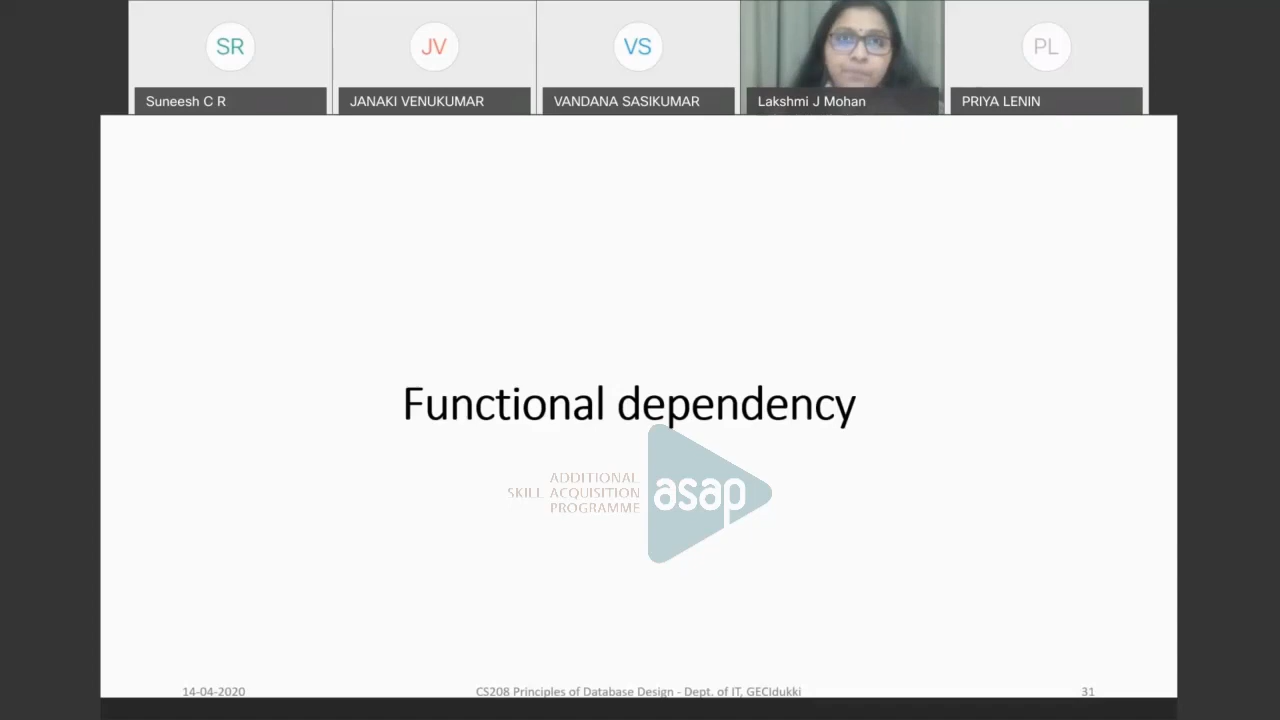 SR
JV
VS
PL
Suneesh C R
JANAKI VENUKUMAR
VANDANA SASIKUMAR
Lakshmi J Mohan
PRIYA LENIN
Functional dependency
ADDITIONAL
SKILL ACQUISITION
PROGRAMME
asap
14-04-2020
CS208 Principles of Database Design - Dept. of IT, GECIdukki
31